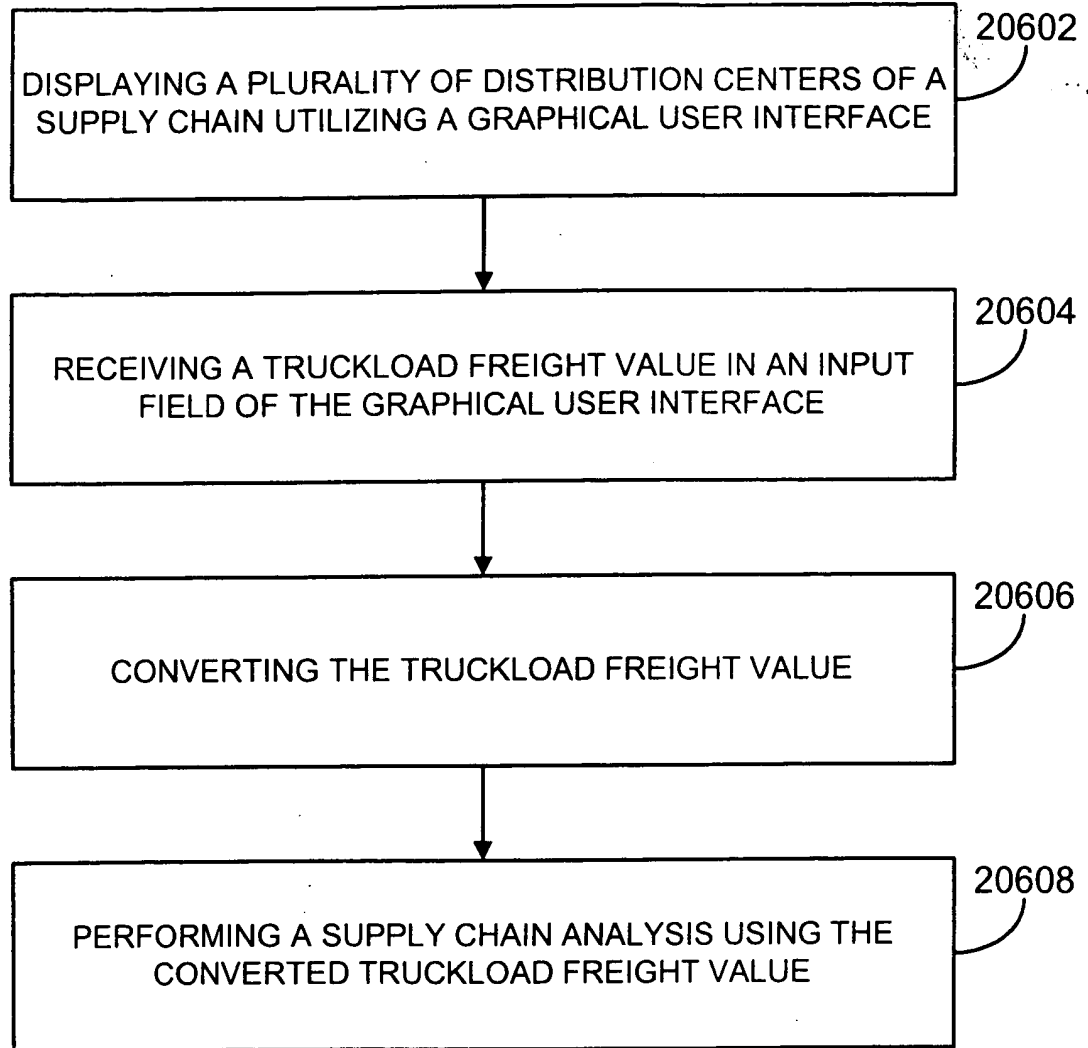 20602
DISPLAYING A PLURALITY OF DISTRIBUTION CENTERS OF A
SUPPLY CHAIN UTILIZING A GRAPHICAL USER INTERFACE
20604
RECEIVING A TRUCKLOAD FREIGHT VALUE IN AN INPUT
FIELD OF THE GRAPHICAL USER INTERFACE
20606
CONVERTING THE TRUCKLOAD FREIGHT VALUE
20608
PERFORMING A SUPPLY CHAIN ANALYSIS USING THE
CONVERTED TRUCKLOAD FREIGHT VALUE